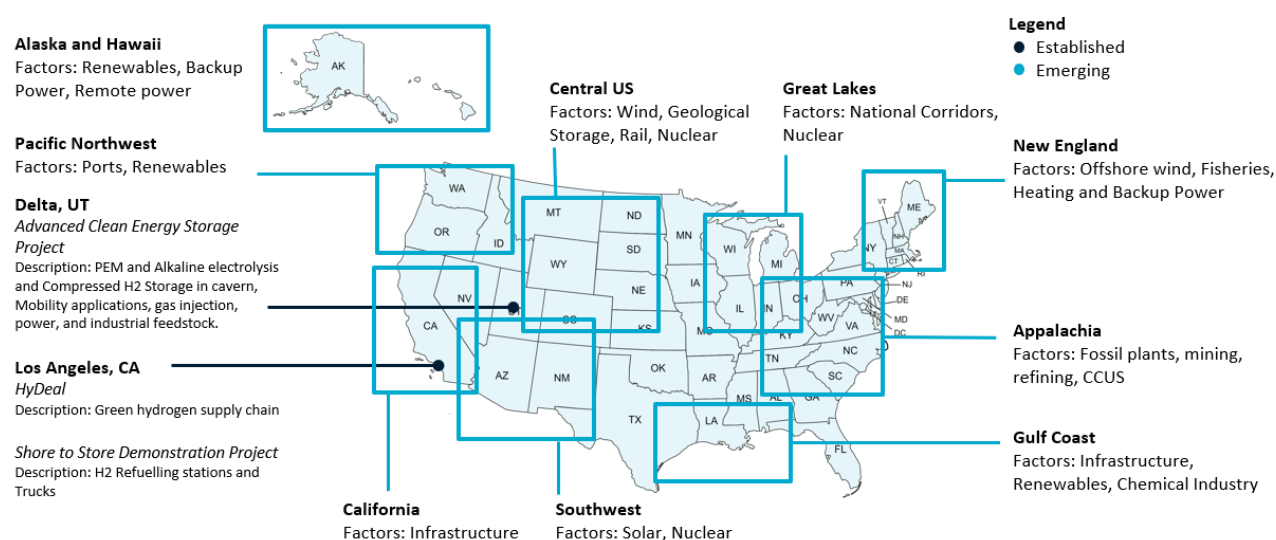 Legend
Established
Emerging
Alaska and Hawaii
Factors: Renewables, Backup
Power, Remote power
Central US
Factors: Wind, Geological
Storage, Rail, Nuclear
Great Lakes
Factors: National Corridors,
Nuclear
Pacific Northwest
Factors: Ports, Renewables
New England
Factors: Offshore wind, Fisheries,
Heating and Backup Power
Delta, UT
Advanced Clean Energy Storage
Project
Description: PEM and Alkaline electrolysis
and Compressed H2 Storage in cavern,
Mobility applications, gas injection,
power, and industrial feedstock.
Los Angeles, CA
HyDeal
Description: Green hydrogen supply chain
Shore to Store Demonstration Project
Description: H2 Refuelling stations and
Trucks
Appalachia
Factors: Fossil plants, mining,
refining, CCUS
Gulf Coast
Factors: Infrastructure,
Renewables, Chemical Industry
California
Factors: Infrastructure
Southwest
Factors: Solar, Nuclear
AK
WA
MT
ND
VT
ME
OR
ID
MN
WI
MI
NY
NH
MA
CT
RI
WY
SD
IA
NE
NV
UT
CO
KS
IL
IN
OH
PA
NJ
DE
MD
DC
CA
MO
KY
WV
VA
AZ
NM
OK
AR
TN
NC
SC
TX
LA
MS
AL
GA
FL